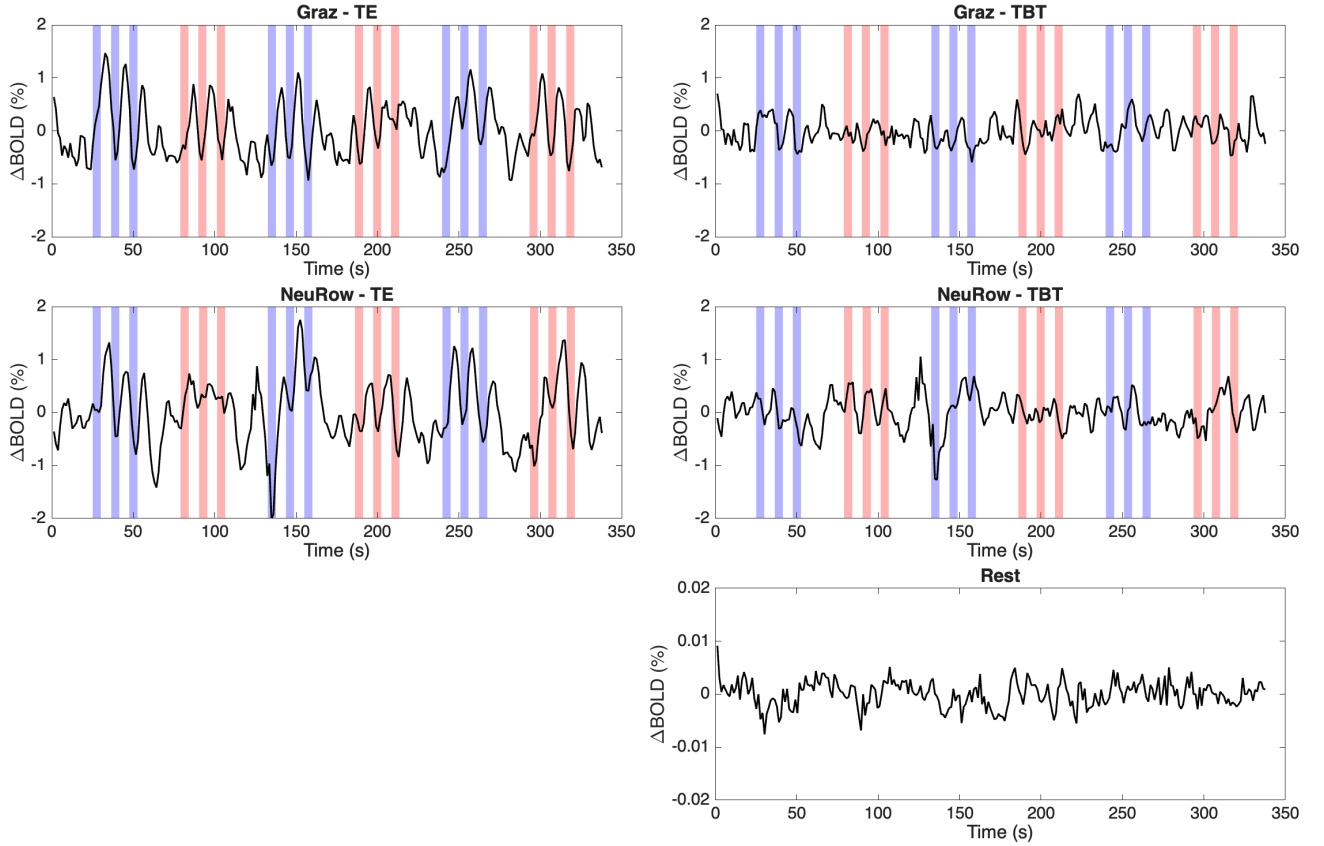 Graz - TE
2
1
0
-1
-2
ΔBOLD (%)
0 50 100 150 200 250 300 350
Time (s)
Graz - TBT
2
1
0
-1
-2
ΔBOLD (%)
0 50 100 150 200 250 300 350
Time (s)
NeuRow - TE
2
1
0
-1
-2
ΔBOLD (%)
0 50 100 150 200 250 300 350
Time (s)
NeuRow - TBT
2
1
0
-1
-2
ΔBOLD (%)
0 50 100 150 200 250 300 350
Time (s)
Rest
0.02
0.01
0
-0.01
-0.02
ΔBOLD (%)
0 50 100 150 200 250 300 350
Time (s)